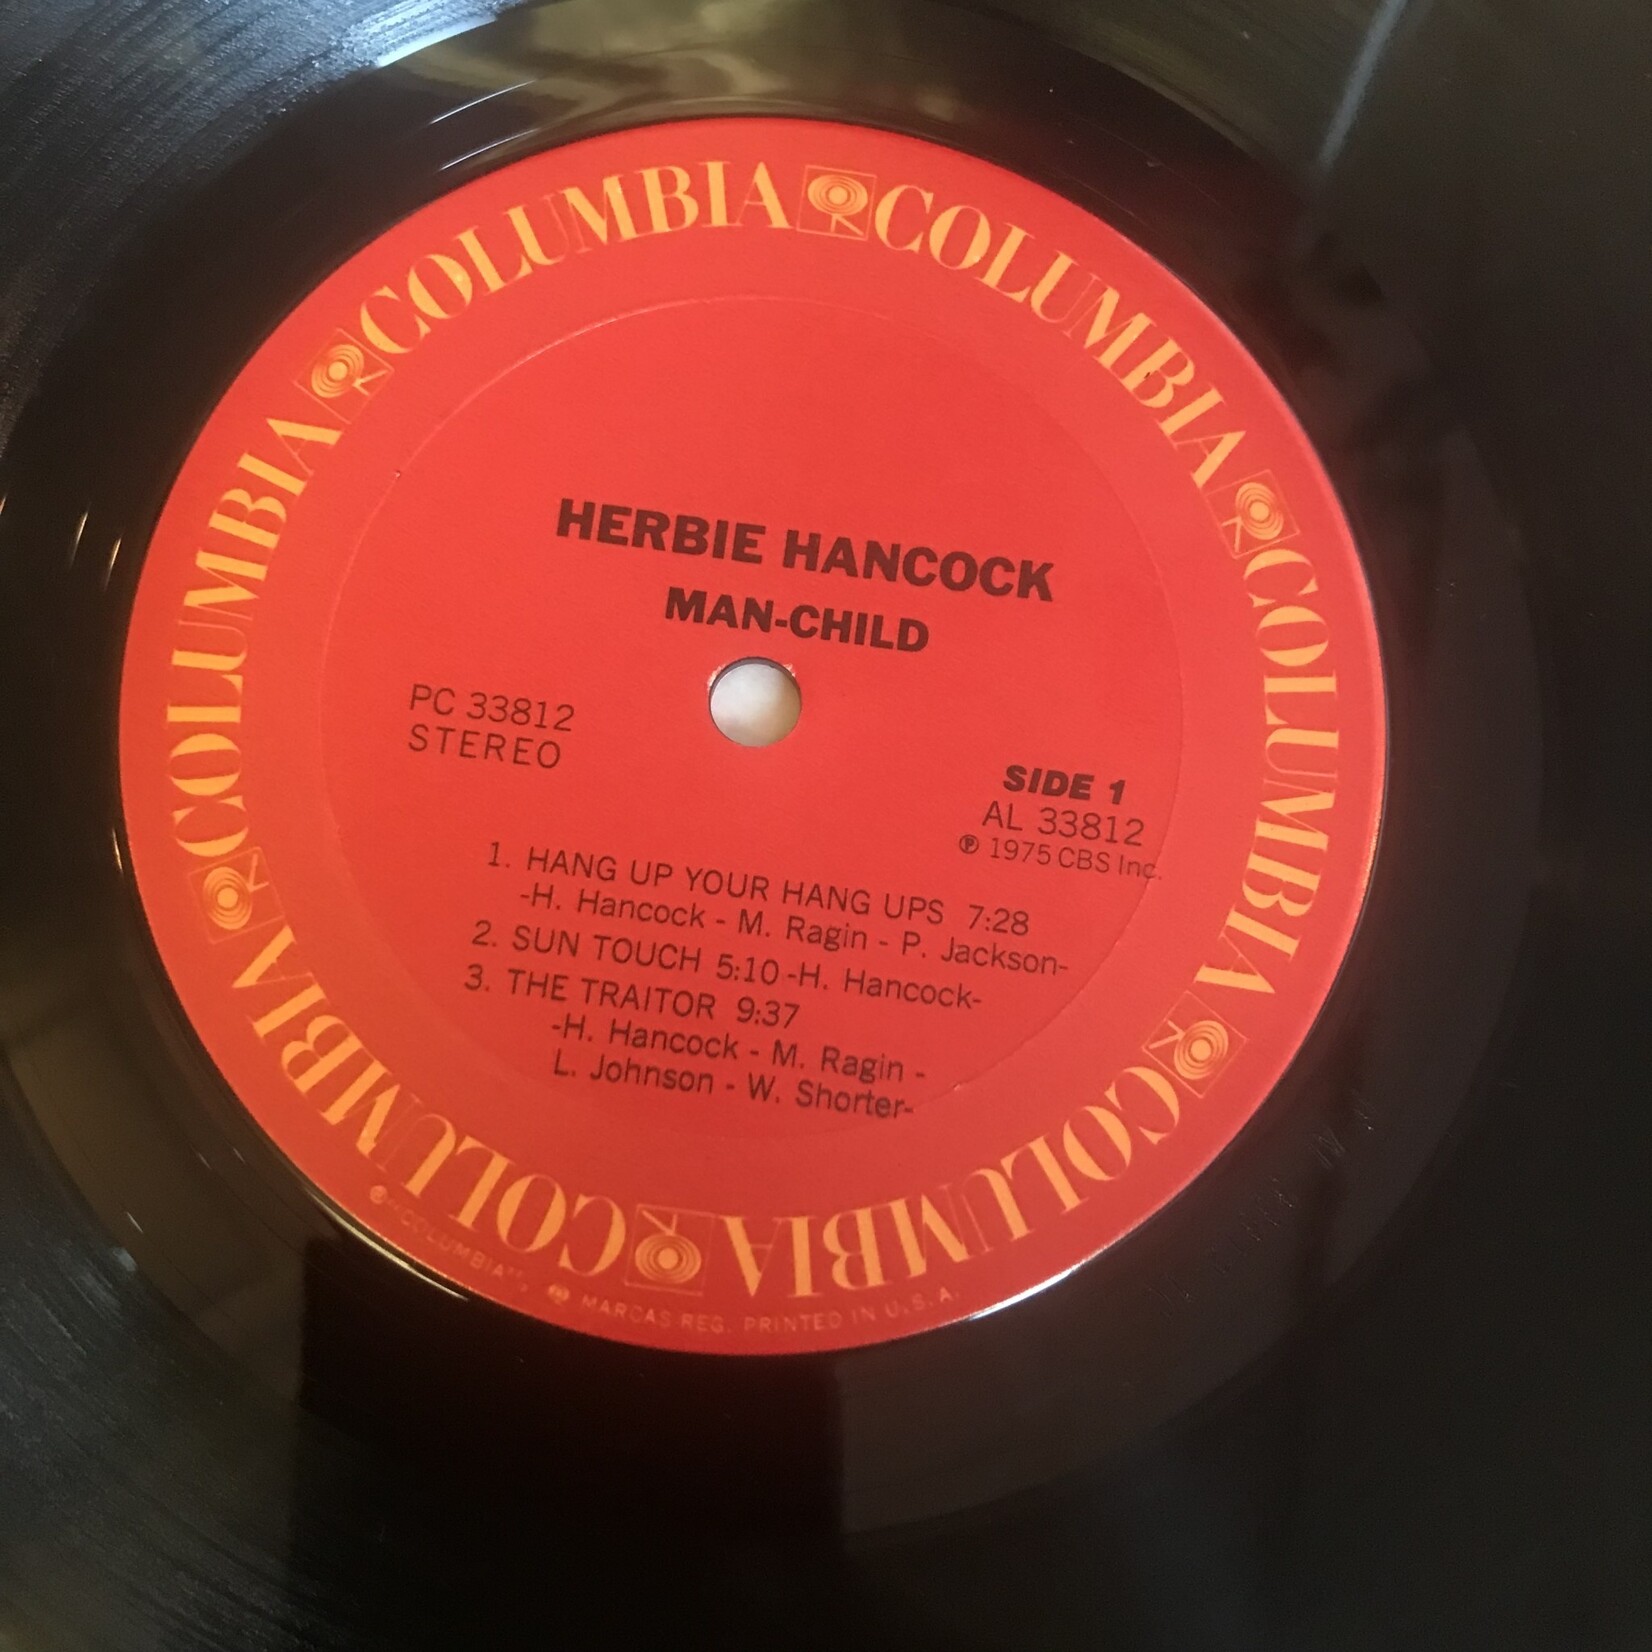 COLUMBIA COLUMBIA COLUMBIA COLUMBIA COLUMBIA COLUMBIA
HERBIE HANCOCK
MAN-CHILD
PC 33812
STEREO
SIDE 1
AL 33812
℗ 1975 CBS Inc.
1. HANG UP YOUR HANG UPS 7:28
-H. Hancock - M. Ragin - P. Jackson-
2. SUN TOUCH 5:10 -H. Hancock-
3. THE TRAITOR 9:37
-H. Hancock - M. Ragin -
L. Johnson - W. Shorter-
® "COLUMBIA", MARCAS REG. PRINTED IN U.S.A.